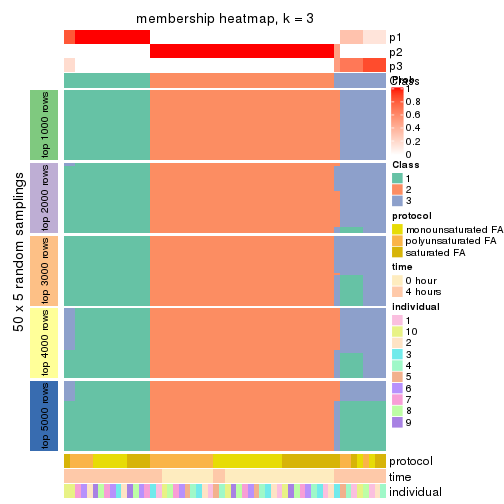 membership heatmap, k = 3
p1
p2
p3
Class
Prob
1
0.8
0.6
0.4
0.2
0
Class
1
2
3
protocol
monounsaturated FA
polyunsaturated FA
saturated FA
time
0 hour
4 hours
individual
1
10
2
3
4
5
6
7
8
9
50 x 5 random samplings
top 1000 rows
top 2000 rows
top 3000 rows
top 4000 rows
top 5000 rows
protocol
time
individual